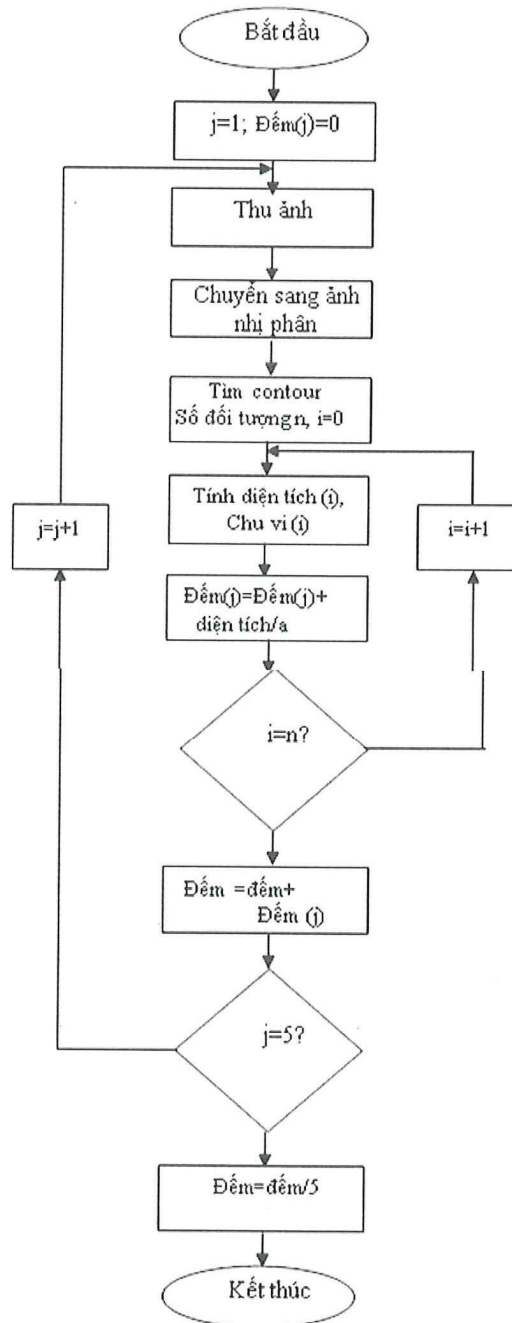 Bắt đầu
j=1; Đếm(j)=0
Thu ảnh
Chuyển sang ảnh
nhị phân
Tìm contour
Số đối tượng n, i=0
Tính diện tích (i),
Chu vi (i)
j=j+1
i=i+1
Đếm(j)=Đếm(j)+
diện tích/a
i=n?
Đếm =đếm+
Đếm (j)
j=5?
Đếm=đếm/5
Kết thúc